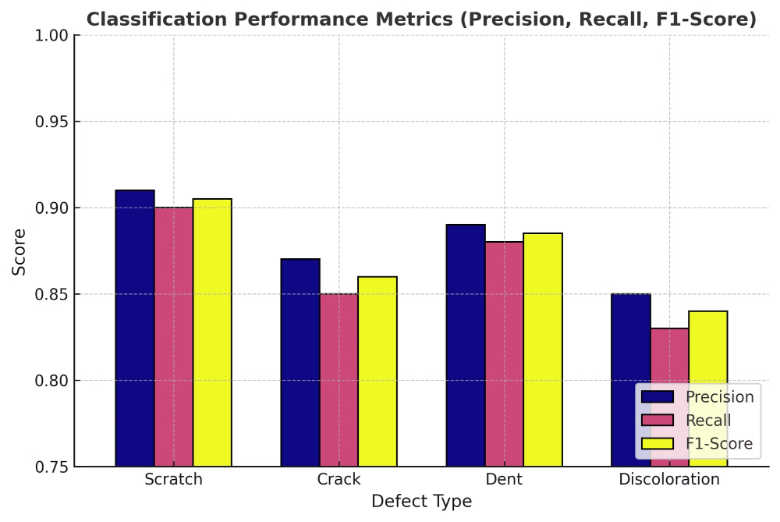 Classification Performance Metrics (Precision, Recall, F1-Score)
1.00
0.95
0.90
0.85
0.80
0.75
Score
Scratch
Crack
Dent
Discoloration
Defect Type
Precision
Recall
F1-Score